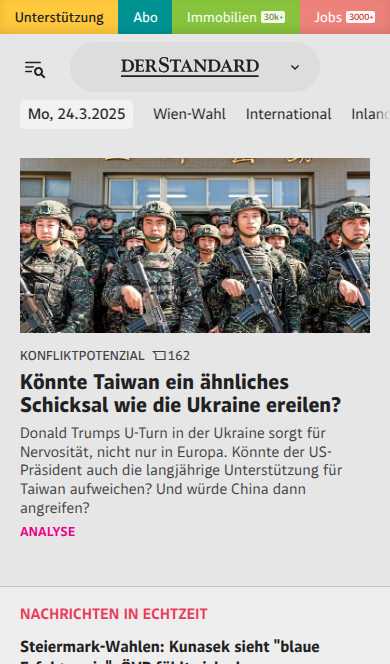 Unterstützung Abo Immobilien 30k+ Jobs 3000+
DERSTANDARD
Mo, 24.3.2025 Wien-Wahl International
KONFLIKTPOTENZIAL 162
Könnte Taiwan ein ähnliches
Schicksal wie die Ukraine ereilen?
Donald Trumps U-Turn in der Ukraine sorgt für
Nervosität, nicht nur in Europa. Könnte der US-
Präsident auch die langjährige Unterstützung für
Taiwan aufweichen? Und würde China dann
angreifen?
ANALYSE
NACHRICHTEN IN ECHTZEIT
Steiermark-Wahlen: Kunasek sieht "blaue